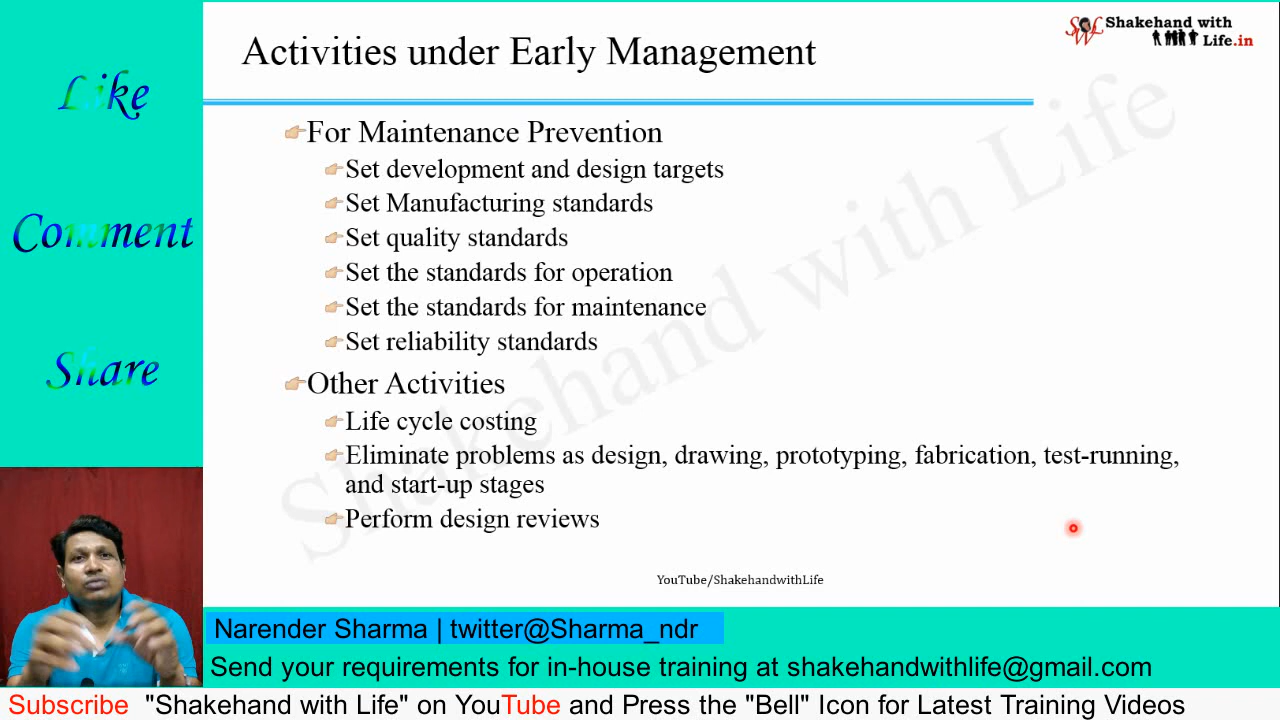 Activities under Early Management
Shakehand with
Life.in
Like
Comment
Share
For Maintenance Prevention
Set development and design targets
Set Manufacturing standards
Set quality standards
Set the standards for operation
Set the standards for maintenance
Set reliability standards
Other Activities
Life cycle costing
Eliminate problems as design, drawing, prototyping, fabrication, test-running,
and start-up stages
Perform design reviews
Shakehand with Life
YouTube/ShakehandwithLife
Narender Sharma | twitter@Sharma_ndr
Send your requirements for in-house training at shakehandwithlife@gmail.com
Subscribe "Shakehand with Life" on YouTube and Press the "Bell" Icon for Latest Training Videos